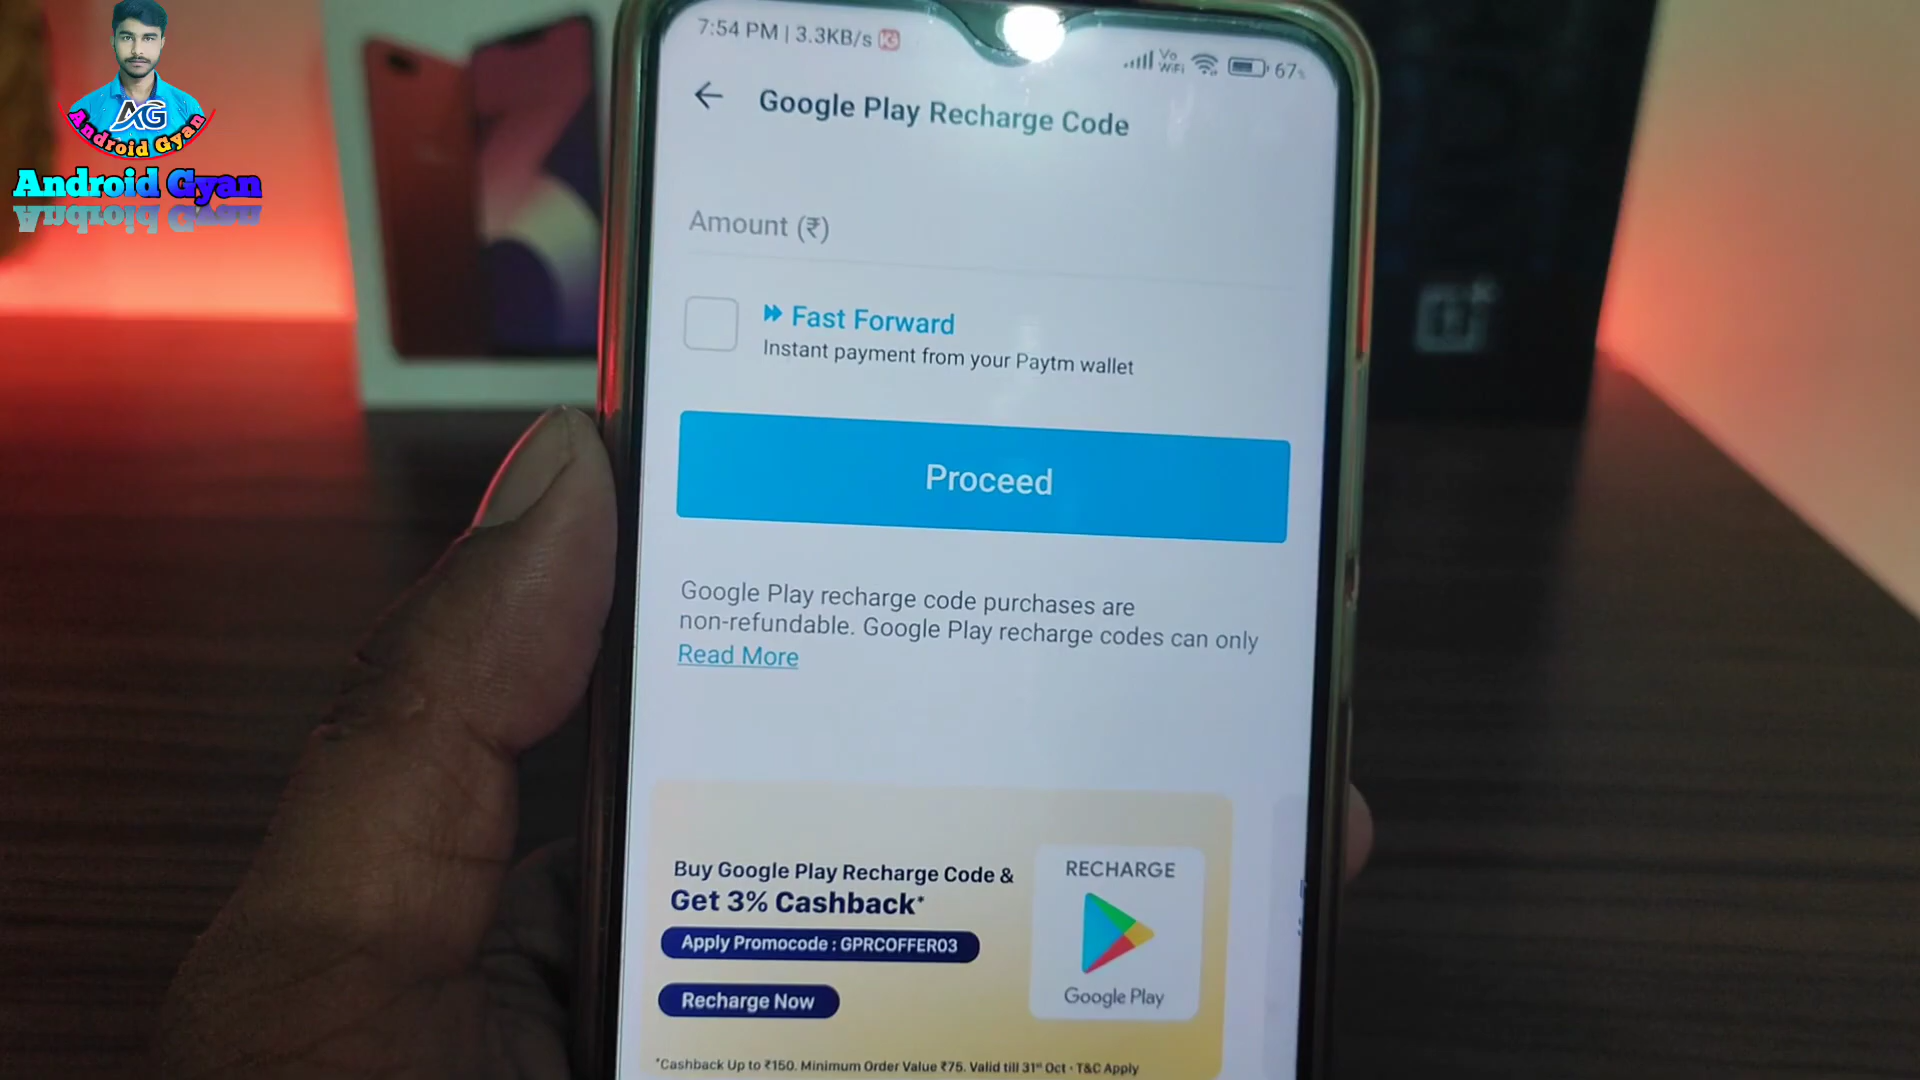 AG
Android Gyan
Android Gyan
7:54 PM | 3.3KB/s
Vo
WiFi
67%
Google Play Recharge Code
Amount (₹)
Fast Forward
Instant payment from your Paytm wallet
Proceed
Google Play recharge code purchases are
non-refundable. Google Play recharge codes can only
Read More
Buy Google Play Recharge Code &
Get 3% Cashback*
Apply Promocode : GPRCOFFER03
Recharge Now
RECHARGE
Google Play
*Cashback Up to ₹150. Minimum Order Value ₹75. Valid till 31st Oct - T&C Apply